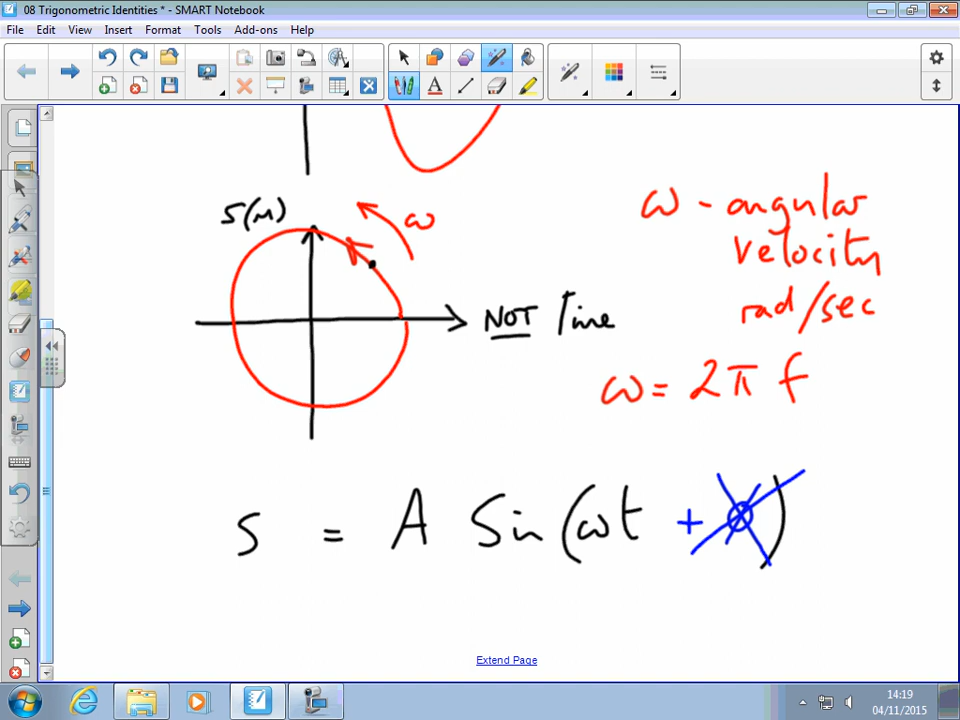 08 Trigonometric Identities * - SMART Notebook
File Edit View Insert Format Tools Add-ons Help
S(m)
ω
ω - angular
velocity
rad/sec
NOT Time
ω = 2π f
S = A Sin(ωt + Φ)
Extend Page
14:19
04/11/2015